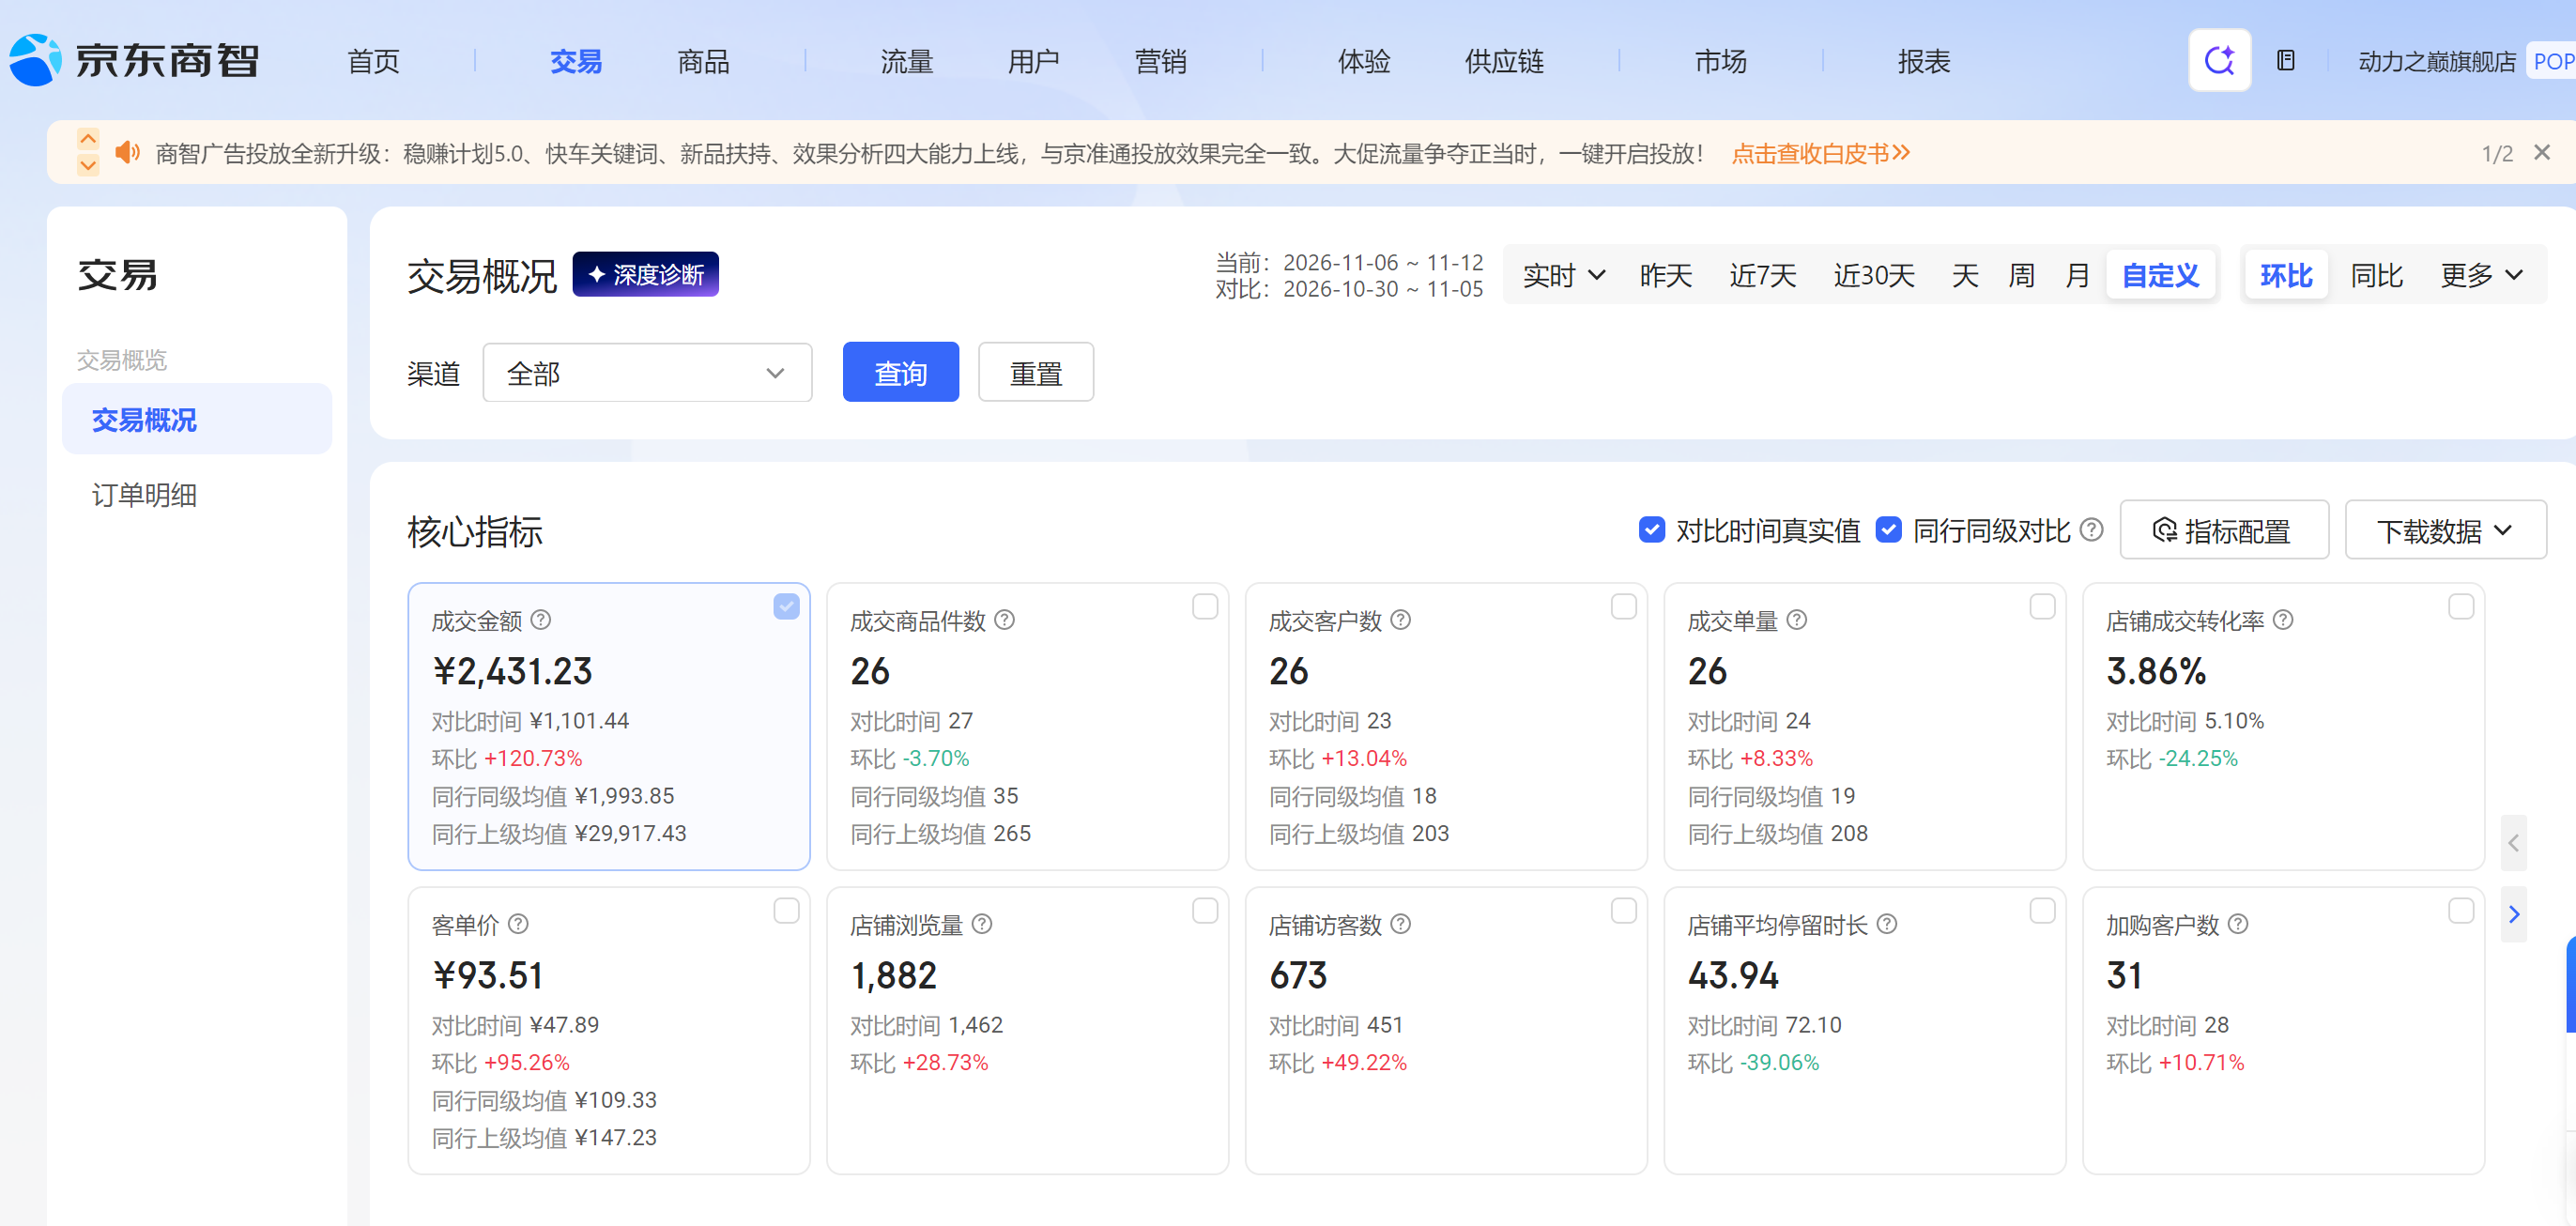 京东商智 首页 交易 商品 流量 用户 营销 体验 供应链 市场 报表 动力之巅旗舰店 POP
商智广告投放全新升级：稳赚计划5.0、快车关键词、新品扶持、效果分析四大能力上线，与京准通投放效果完全一致。大促流量争夺正当时，一键开启投放！ 点击查收白皮书 1/2
交易
交易概览
交易概况
订单明细
交易概况 深度诊断
当前：2026-11-06 ~ 11-12
对比：2026-10-30 ~ 11-05
实时 昨天 近7天 近30天 天 周 月 自定义 环比 同比 更多
渠道 全部 查询 重置
核心指标 对比时间真实值 同行同级对比 指标配置 下载数据
成交金额
¥2,431.23
对比时间 ¥1,101.44
环比 +120.73%
同行同级均值 ¥1,993.85
同行上级均值 ¥29,917.43
成交商品件数
26
对比时间 27
环比 -3.70%
同行同级均值 35
同行上级均值 265
成交客户数
26
对比时间 23
环比 +13.04%
同行同级均值 18
同行上级均值 203
成交单量
26
对比时间 24
环比 +8.33%
同行同级均值 19
同行上级均值 208
店铺成交转化率
3.86%
对比时间 5.10%
环比 -24.25%
客单价
¥93.51
对比时间 ¥47.89
环比 +95.26%
同行同级均值 ¥109.33
同行上级均值 ¥147.23
店铺浏览量
1,882
对比时间 1,462
环比 +28.73%
店铺访客数
673
对比时间 451
环比 +49.22%
店铺平均停留时长
43.94
对比时间 72.10
环比 -39.06%
加购客户数
31
对比时间 28
环比 +10.71%